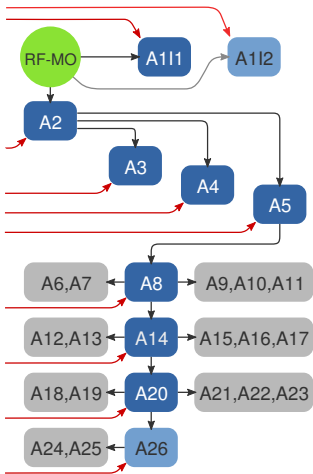 RF-MO
A1I1
A1I2
A2
A3
A4
A5
A6,A7
A8
A9,A10,A11
A12,A13
A14
A15,A16,A17
A18,A19
A20
A21,A22,A23
A24,A25
A26